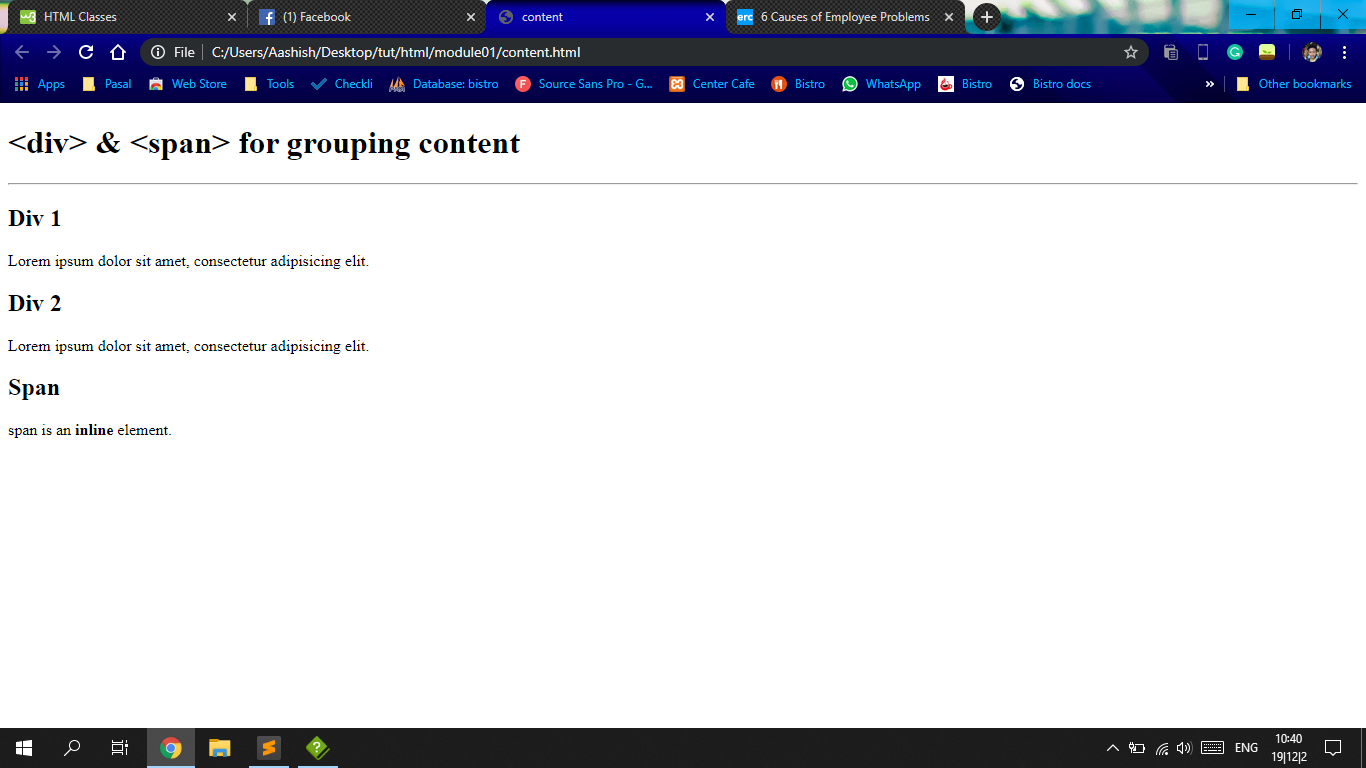 HTML Classes
(1) Facebook
content
erc 6 Causes of Employee Problems
File C:/Users/Aashish/Desktop/tut/html/module01/content.html
Apps Pasal Web Store Tools Checkli Database: bistro Source Sans Pro - G... Center Cafe Bistro WhatsApp Bistro Bistro docs » Other bookmarks
<div> & <span> for grouping content
Div 1
Lorem ipsum dolor sit amet, consectetur adipisicing elit.
Div 2
Lorem ipsum dolor sit amet, consectetur adipisicing elit.
Span
span is an inline element.
ENG
10:40
19|12|2